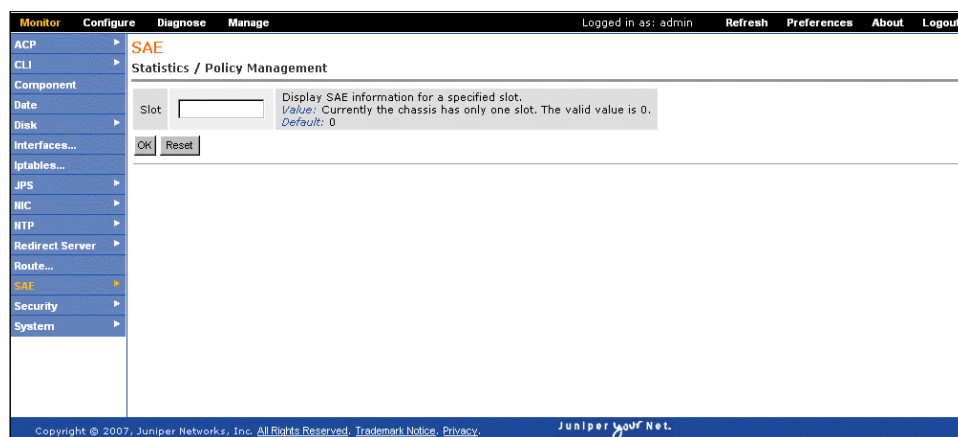 Monitor Configure Diagnose Manage Logged in as: admin Refresh Preferences About Logout
ACP
CLI
Component
Date
Disk
Interfaces...
Iptables...
JPS
NIC
NTP
Redirect Server
Route...
SAE
Security
System
SAE
Statistics / Policy Management
Slot
Display SAE information for a specified slot.
Value: Currently the chassis has only one slot. The valid value is 0.
Default: 0
OK Reset
Copyright © 2007, Juniper Networks, Inc. All Rights Reserved. Trademark Notice. Privacy.
Juniper your Net.